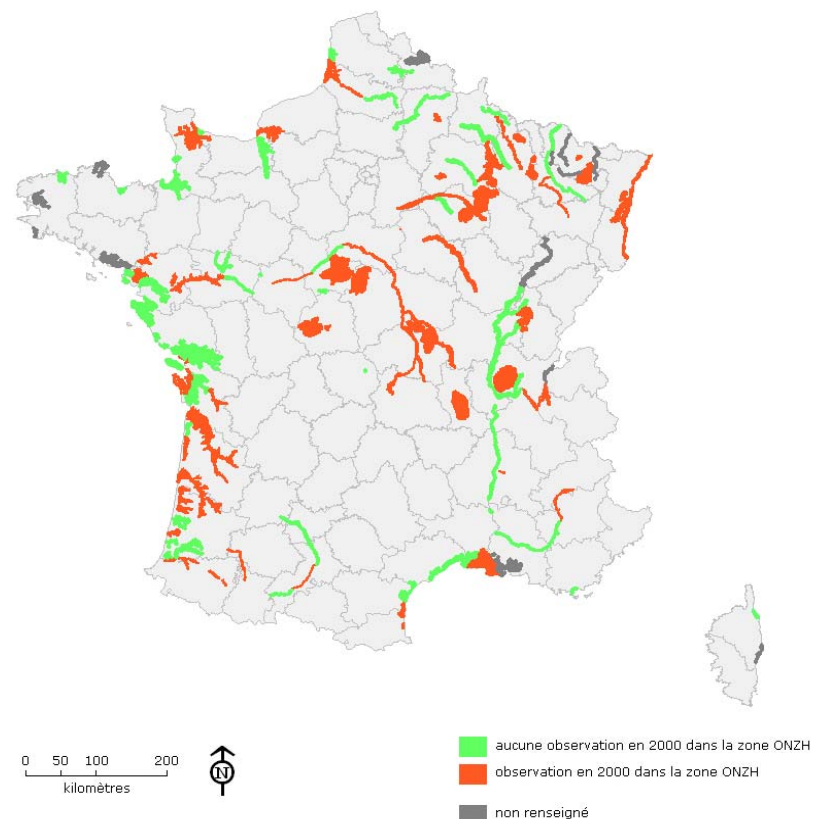 0 50 100 200
kilomètres
N
aucune observation en 2000 dans la zone ONZH
observation en 2000 dans la zone ONZH
non renseigné